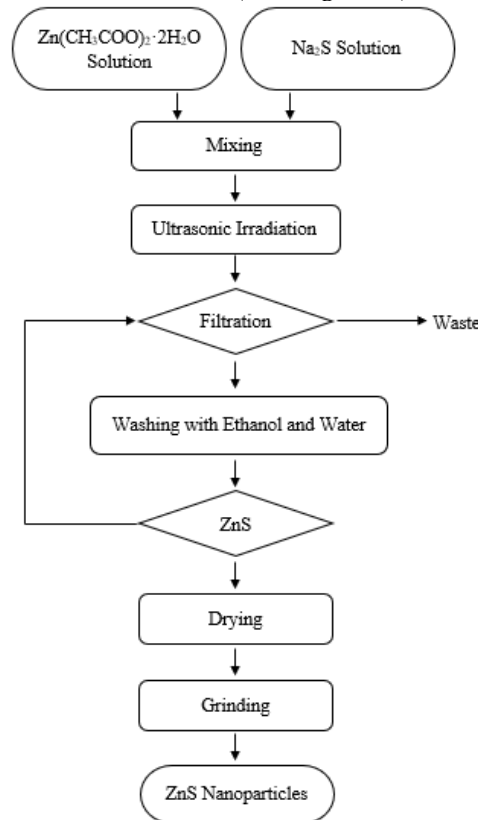 Zn(CH₃COO)₂·2H₂O
Solution
Na₂S Solution
Mixing
Ultrasonic Irradiation
Filtration
Waste
Washing with Ethanol and Water
ZnS
Drying
Grinding
ZnS Nanoparticles